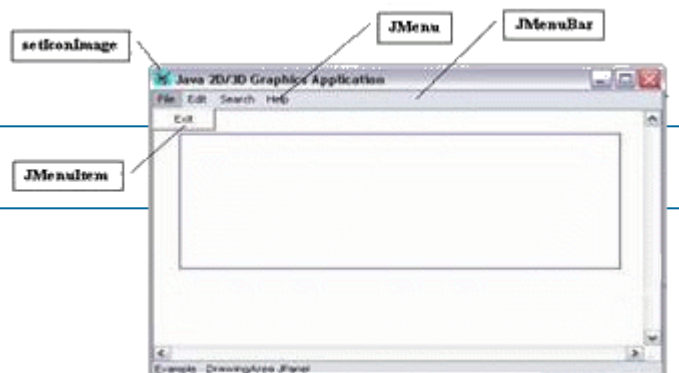 JMenu
JMenuBar
setIconImage
Java 2D/3D Graphics Application
File Edit Search Help
Exit
JMenuItem
Example - DrawingArea JPanel